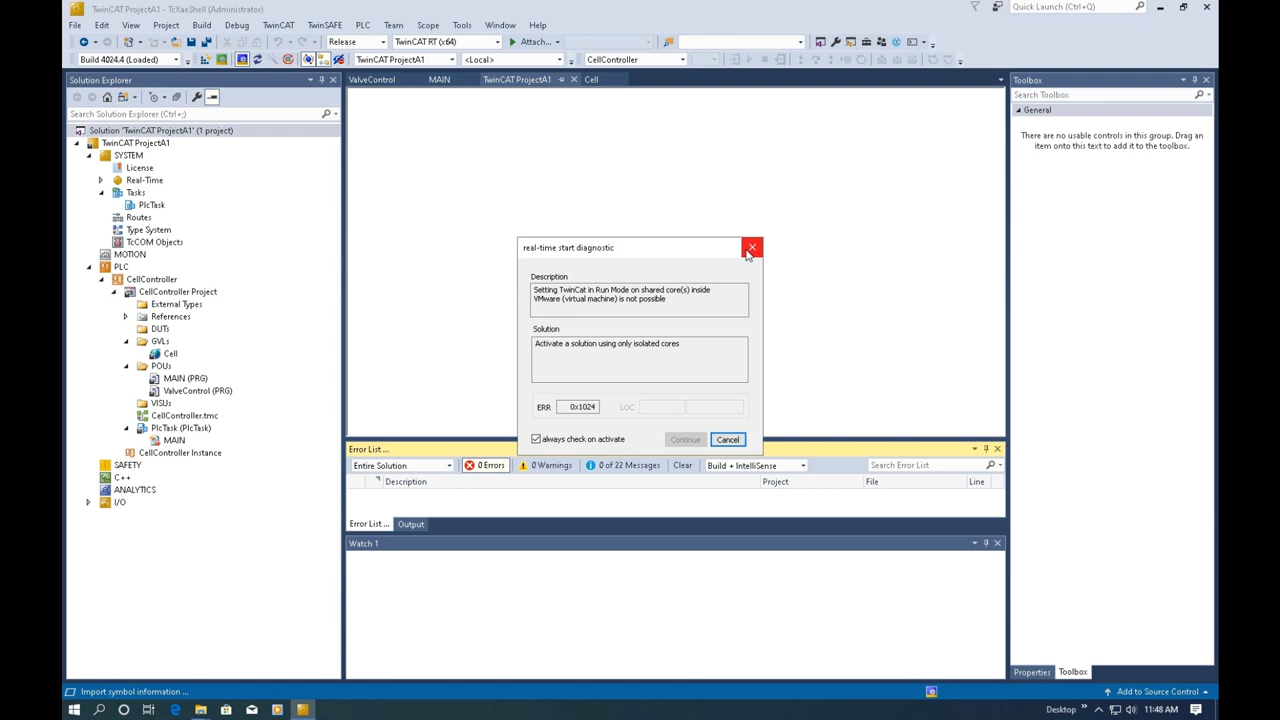 TwinCAT ProjectA1 - TcXaeShell (Administrator)
Quick Launch (Ctrl+Q)
File Edit View Project Build Debug TwinCAT TwinSAFE PLC Team Scope Tools Window Help
Release TwinCAT RT (x64) Attach...
Build 4024.4 (Loaded) TwinCAT ProjectA1 <Local> CellController
Solution Explorer
Search Solution Explorer (Ctrl+;)
Solution 'TwinCAT ProjectA1' (1 project)
TwinCAT ProjectA1
SYSTEM
License
Real-Time
Tasks
PlcTask
Routes
Type System
TcCOM Objects
MOTION
PLC
CellController
CellController Project
External Types
References
DUTs
GVLs
Cell
POUs
MAIN (PRG)
ValveControl (PRG)
VISUs
CellController.tmc
PlcTask (PlcTask)
MAIN
CellController Instance
SAFETY
C++
ANALYTICS
I/O
ValveControl MAIN TwinCAT ProjectA1 Cell
real-time start diagnostic
Description
Setting TwinCat in Run Mode on shared core(s) inside
VMware (virtual machine) is not possible
Solution
Activate a solution using only isolated cores
ERR 0x1024 LOC
always check on activate Continue Cancel
Error List ...
Entire Solution 0 Errors 0 Warnings 0 of 22 Messages Clear Build + IntelliSense Search Error List
Description Project File Line
Error List ... Output
Watch 1
Toolbox
Search Toolbox
General
There are no usable controls in this group. Drag an
item onto this text to add it to the toolbox.
Properties Toolbox
Import symbol information ... Add to Source Control
Desktop 11:48 AM